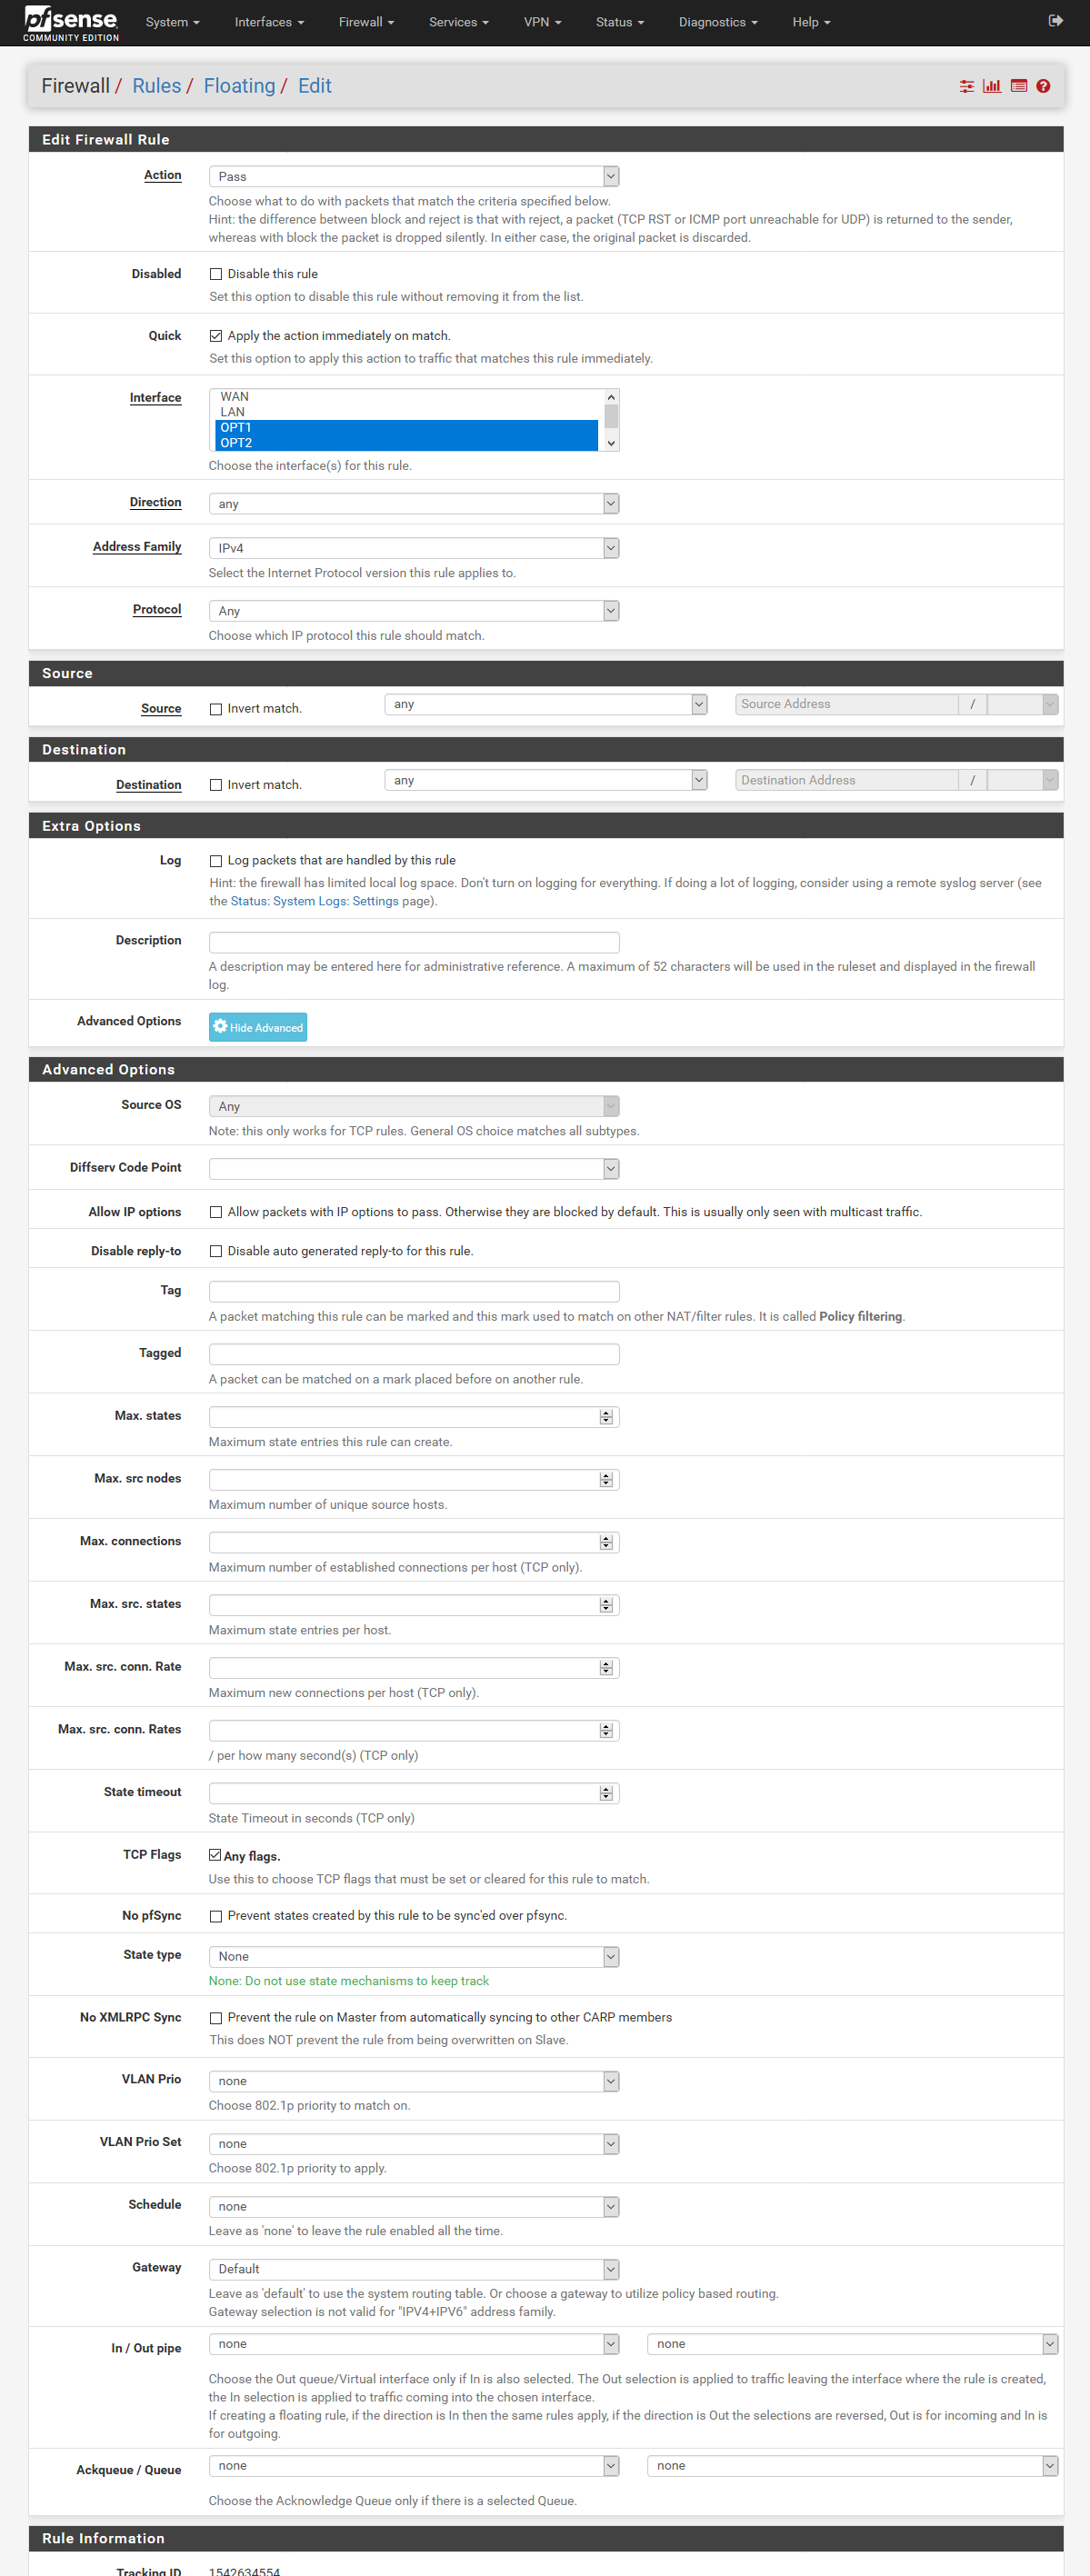 pfsense
COMMUNITY EDITION
System
Interfaces
Firewall
Services
VPN
Status
Diagnostics
Help
Firewall / Rules / Floating / Edit
Edit Firewall Rule
Action
Pass
Choose what to do with packets that match the criteria specified below.
Hint: the difference between block and reject is that with reject, a packet (TCP RST or ICMP port unreachable for UDP) is returned to the sender,
whereas with block the packet is dropped silently. In either case, the original packet is discarded.
Disabled
Disable this rule
Set this option to disable this rule without removing it from the list.
Quick
Apply the action immediately on match.
Set this option to apply this action to traffic that matches this rule immediately.
Interface
WAN
LAN
OPT1
OPT2
Choose the interface(s) for this rule.
Direction
any
Address Family
IPv4
Select the Internet Protocol version this rule applies to.
Protocol
Any
Choose which IP protocol this rule should match.
Source
Source
Invert match.
any
Source Address
/
Destination
Destination
Invert match.
any
Destination Address
/
Extra Options
Log
Log packets that are handled by this rule
Hint: the firewall has limited local log space. Don't turn on logging for everything. If doing a lot of logging, consider using a remote syslog server (see
the Status: System Logs: Settings page).
Description
A description may be entered here for administrative reference. A maximum of 52 characters will be used in the ruleset and displayed in the firewall
log.
Advanced Options
Hide Advanced
Advanced Options
Source OS
Any
Note: this only works for TCP rules. General OS choice matches all subtypes.
Diffserv Code Point
Allow IP options
Allow packets with IP options to pass. Otherwise they are blocked by default. This is usually only seen with multicast traffic.
Disable reply-to
Disable auto generated reply-to for this rule.
Tag
A packet matching this rule can be marked and this mark used to match on other NAT/filter rules. It is called Policy filtering.
Tagged
A packet can be matched on a mark placed before on another rule.
Max. states
Maximum state entries this rule can create.
Max. src nodes
Maximum number of unique source hosts.
Max. connections
Maximum number of established connections per host (TCP only).
Max. src. states
Maximum state entries per host.
Max. src. conn. Rate
Maximum new connections per host (TCP only).
Max. src. conn. Rates
/ per how many second(s) (TCP only)
State timeout
State Timeout in seconds (TCP only)
TCP Flags
Any flags.
Use this to choose TCP flags that must be set or cleared for this rule to match.
No pfSync
Prevent states created by this rule to be sync'ed over pfsync.
State type
None
None: Do not use state mechanisms to keep track
No XMLRPC Sync
Prevent the rule on Master from automatically syncing to other CARP members
This does NOT prevent the rule from being overwritten on Slave.
VLAN Prio
none
Choose 802.1p priority to match on.
VLAN Prio Set
none
Choose 802.1p priority to apply.
Schedule
none
Leave as 'none' to leave the rule enabled all the time.
Gateway
Default
Leave as 'default' to use the system routing table. Or choose a gateway to utilize policy based routing.
Gateway selection is not valid for "IPV4+IPV6" address family.
In / Out pipe
none
none
Choose the Out queue/Virtual interface only if In is also selected. The Out selection is applied to traffic leaving the interface where the rule is created,
the In selection is applied to traffic coming into the chosen interface.
If creating a floating rule, if the direction is In then the same rules apply, if the direction is Out the selections are reversed, Out is for incoming and In is
for outgoing.
Ackqueue / Queue
none
none
Choose the Acknowledge Queue only if there is a selected Queue.
Rule Information
Tracking ID
1542634554